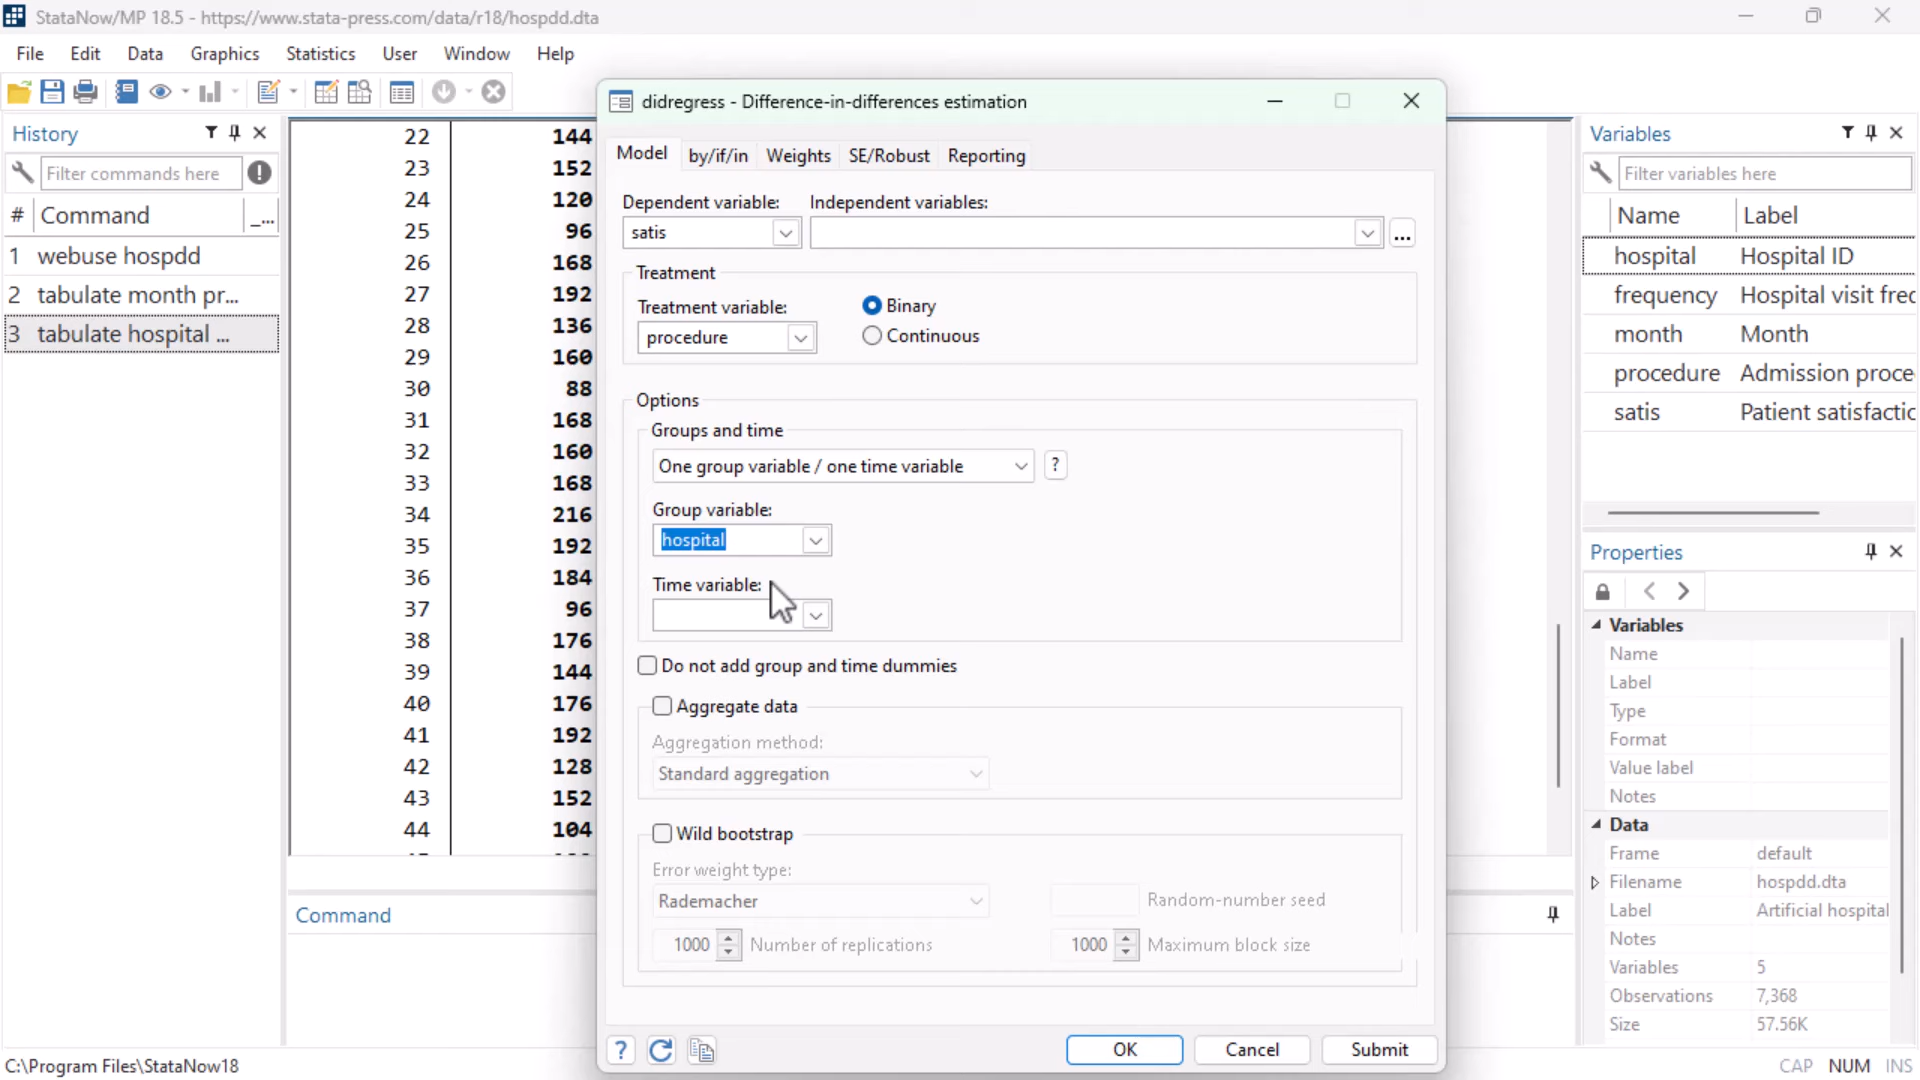 StataNow/MP 18.5 - https://www.stata-press.com/data/r18/hospdd.dta
File Edit Data Graphics Statistics User Window Help
History
Filter commands here
# Command _...
1 webuse hospdd
2 tabulate month pr...
3 tabulate hospital ...
22 144
23 152
24 120
25 96
26 168
27 192
28 136
29 160
30 88
31 168
32 160
33 168
34 216
35 192
36 184
37 96
38 176
39 144
40 176
41 192
42 128
43 152
44 104
Command
didregress - Difference-in-differences estimation
Model by/if/in Weights SE/Robust Reporting
Dependent variable: Independent variables:
satis ...
Treatment
Treatment variable:
procedure
Binary
Continuous
Options
Groups and time
One group variable / one time variable ?
Group variable:
hospital
Time variable:
Do not add group and time dummies
Aggregate data
Aggregation method:
Standard aggregation
Wild bootstrap
Error weight type:
Rademacher
Random-number seed
1000 Number of replications
1000 Maximum block size
? OK Cancel Submit
Variables
Filter variables here
Name Label
hospital Hospital ID
frequency Hospital visit frec
month Month
procedure Admission proce
satis Patient satisfactic
Properties
Variables
Name
Label
Type
Format
Value label
Notes
Data
Frame default
Filename hospdd.dta
Label Artificial hospital
Notes
Variables 5
Observations 7,368
Size 57.56K
C:\Program Files\StataNow18
CAP NUM INS